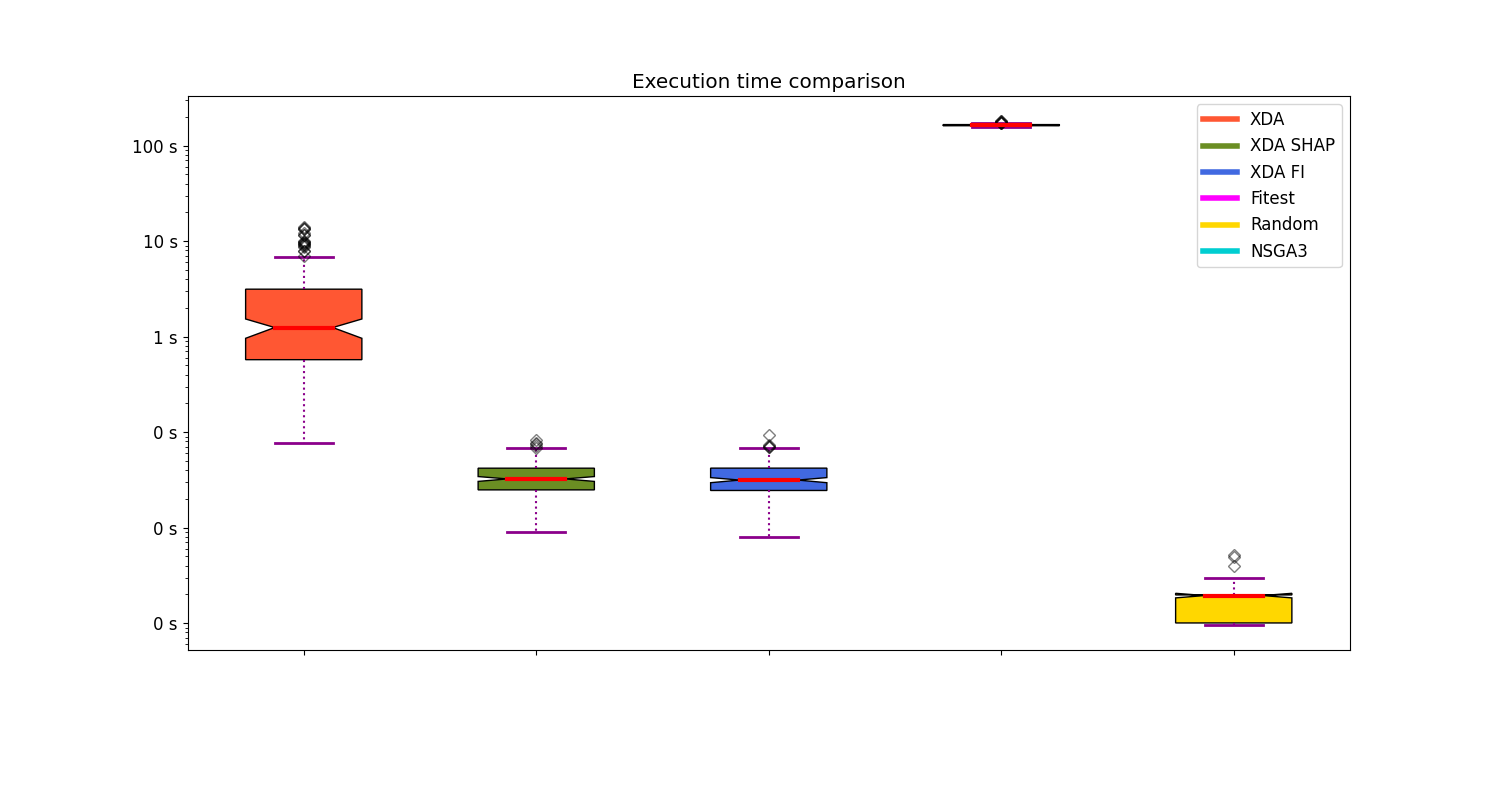 Execution time comparison
100 s
10 s
1 s
0 s
0 s
0 s
XDA
XDA SHAP
XDA FI
Fitest
Random
NSGA3